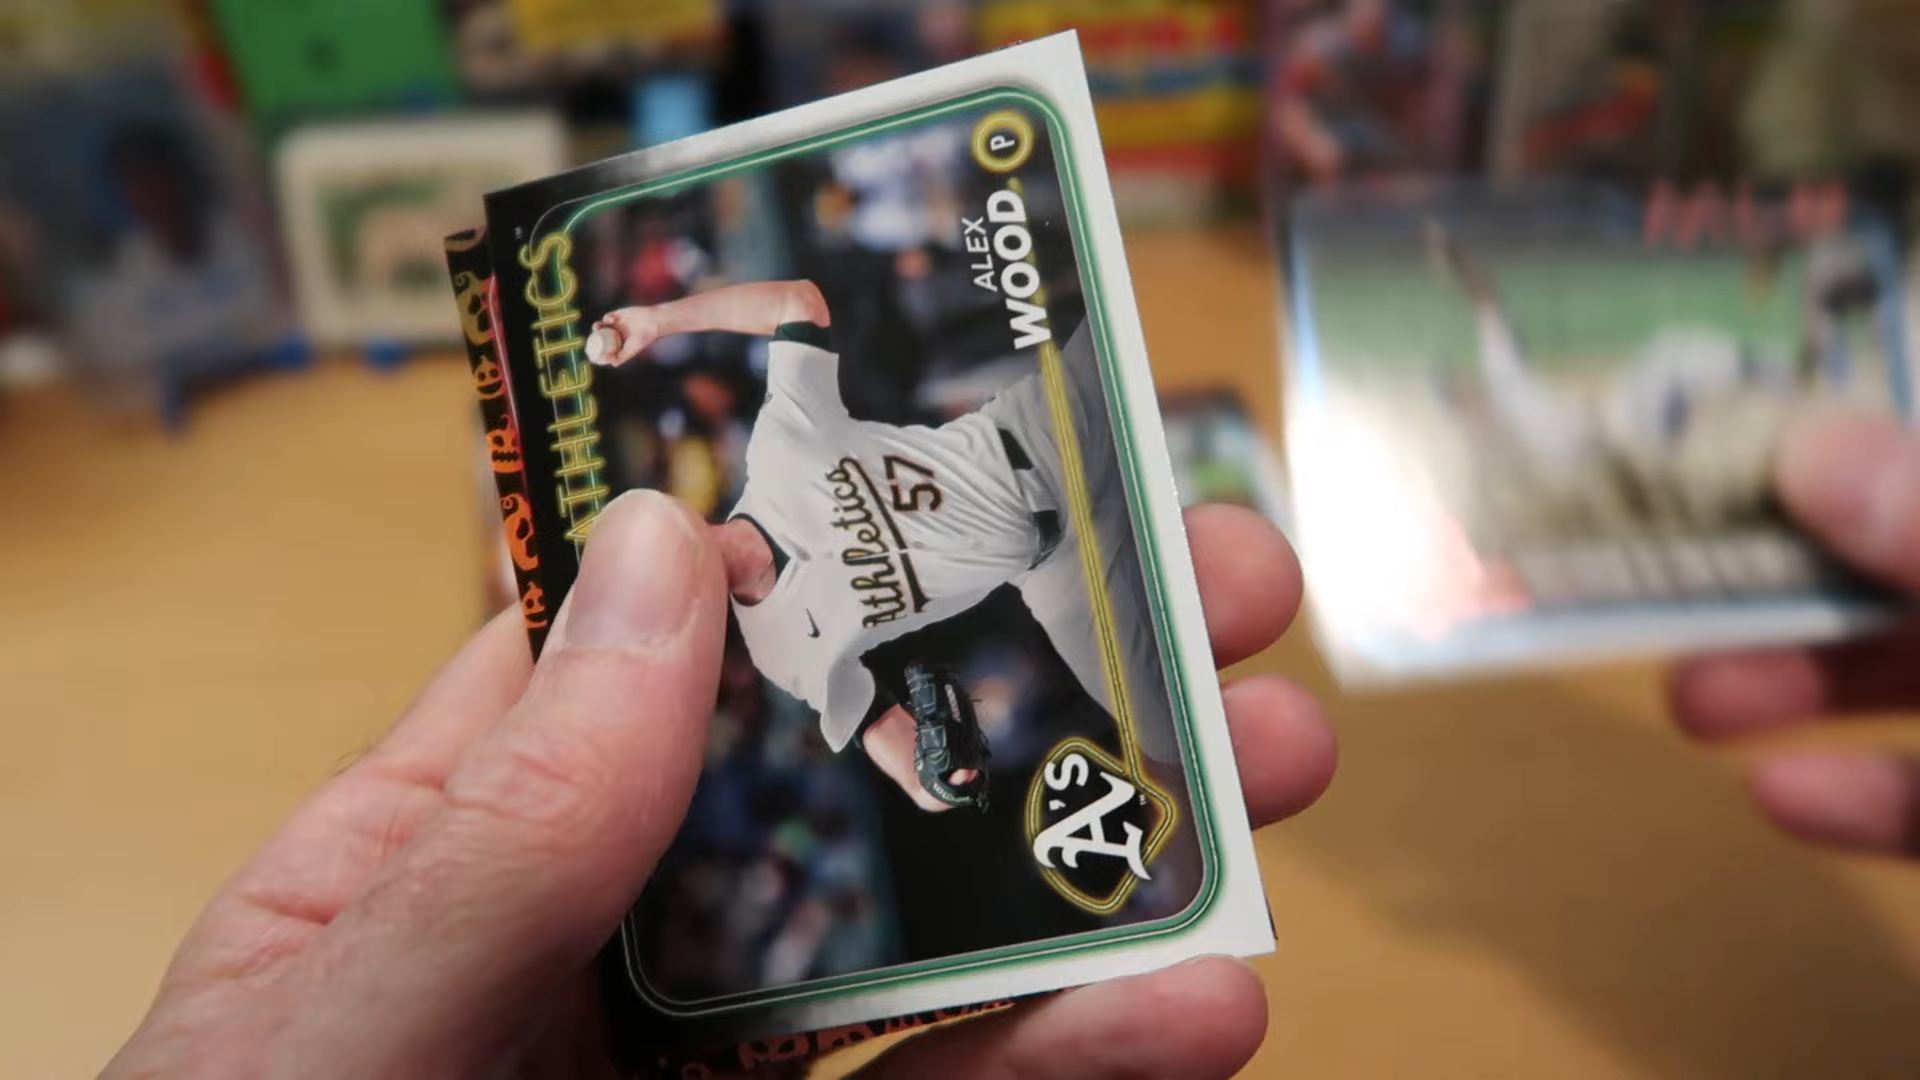 ATHLETICS
P
ALEX
WOOD
Athletics
57
A's